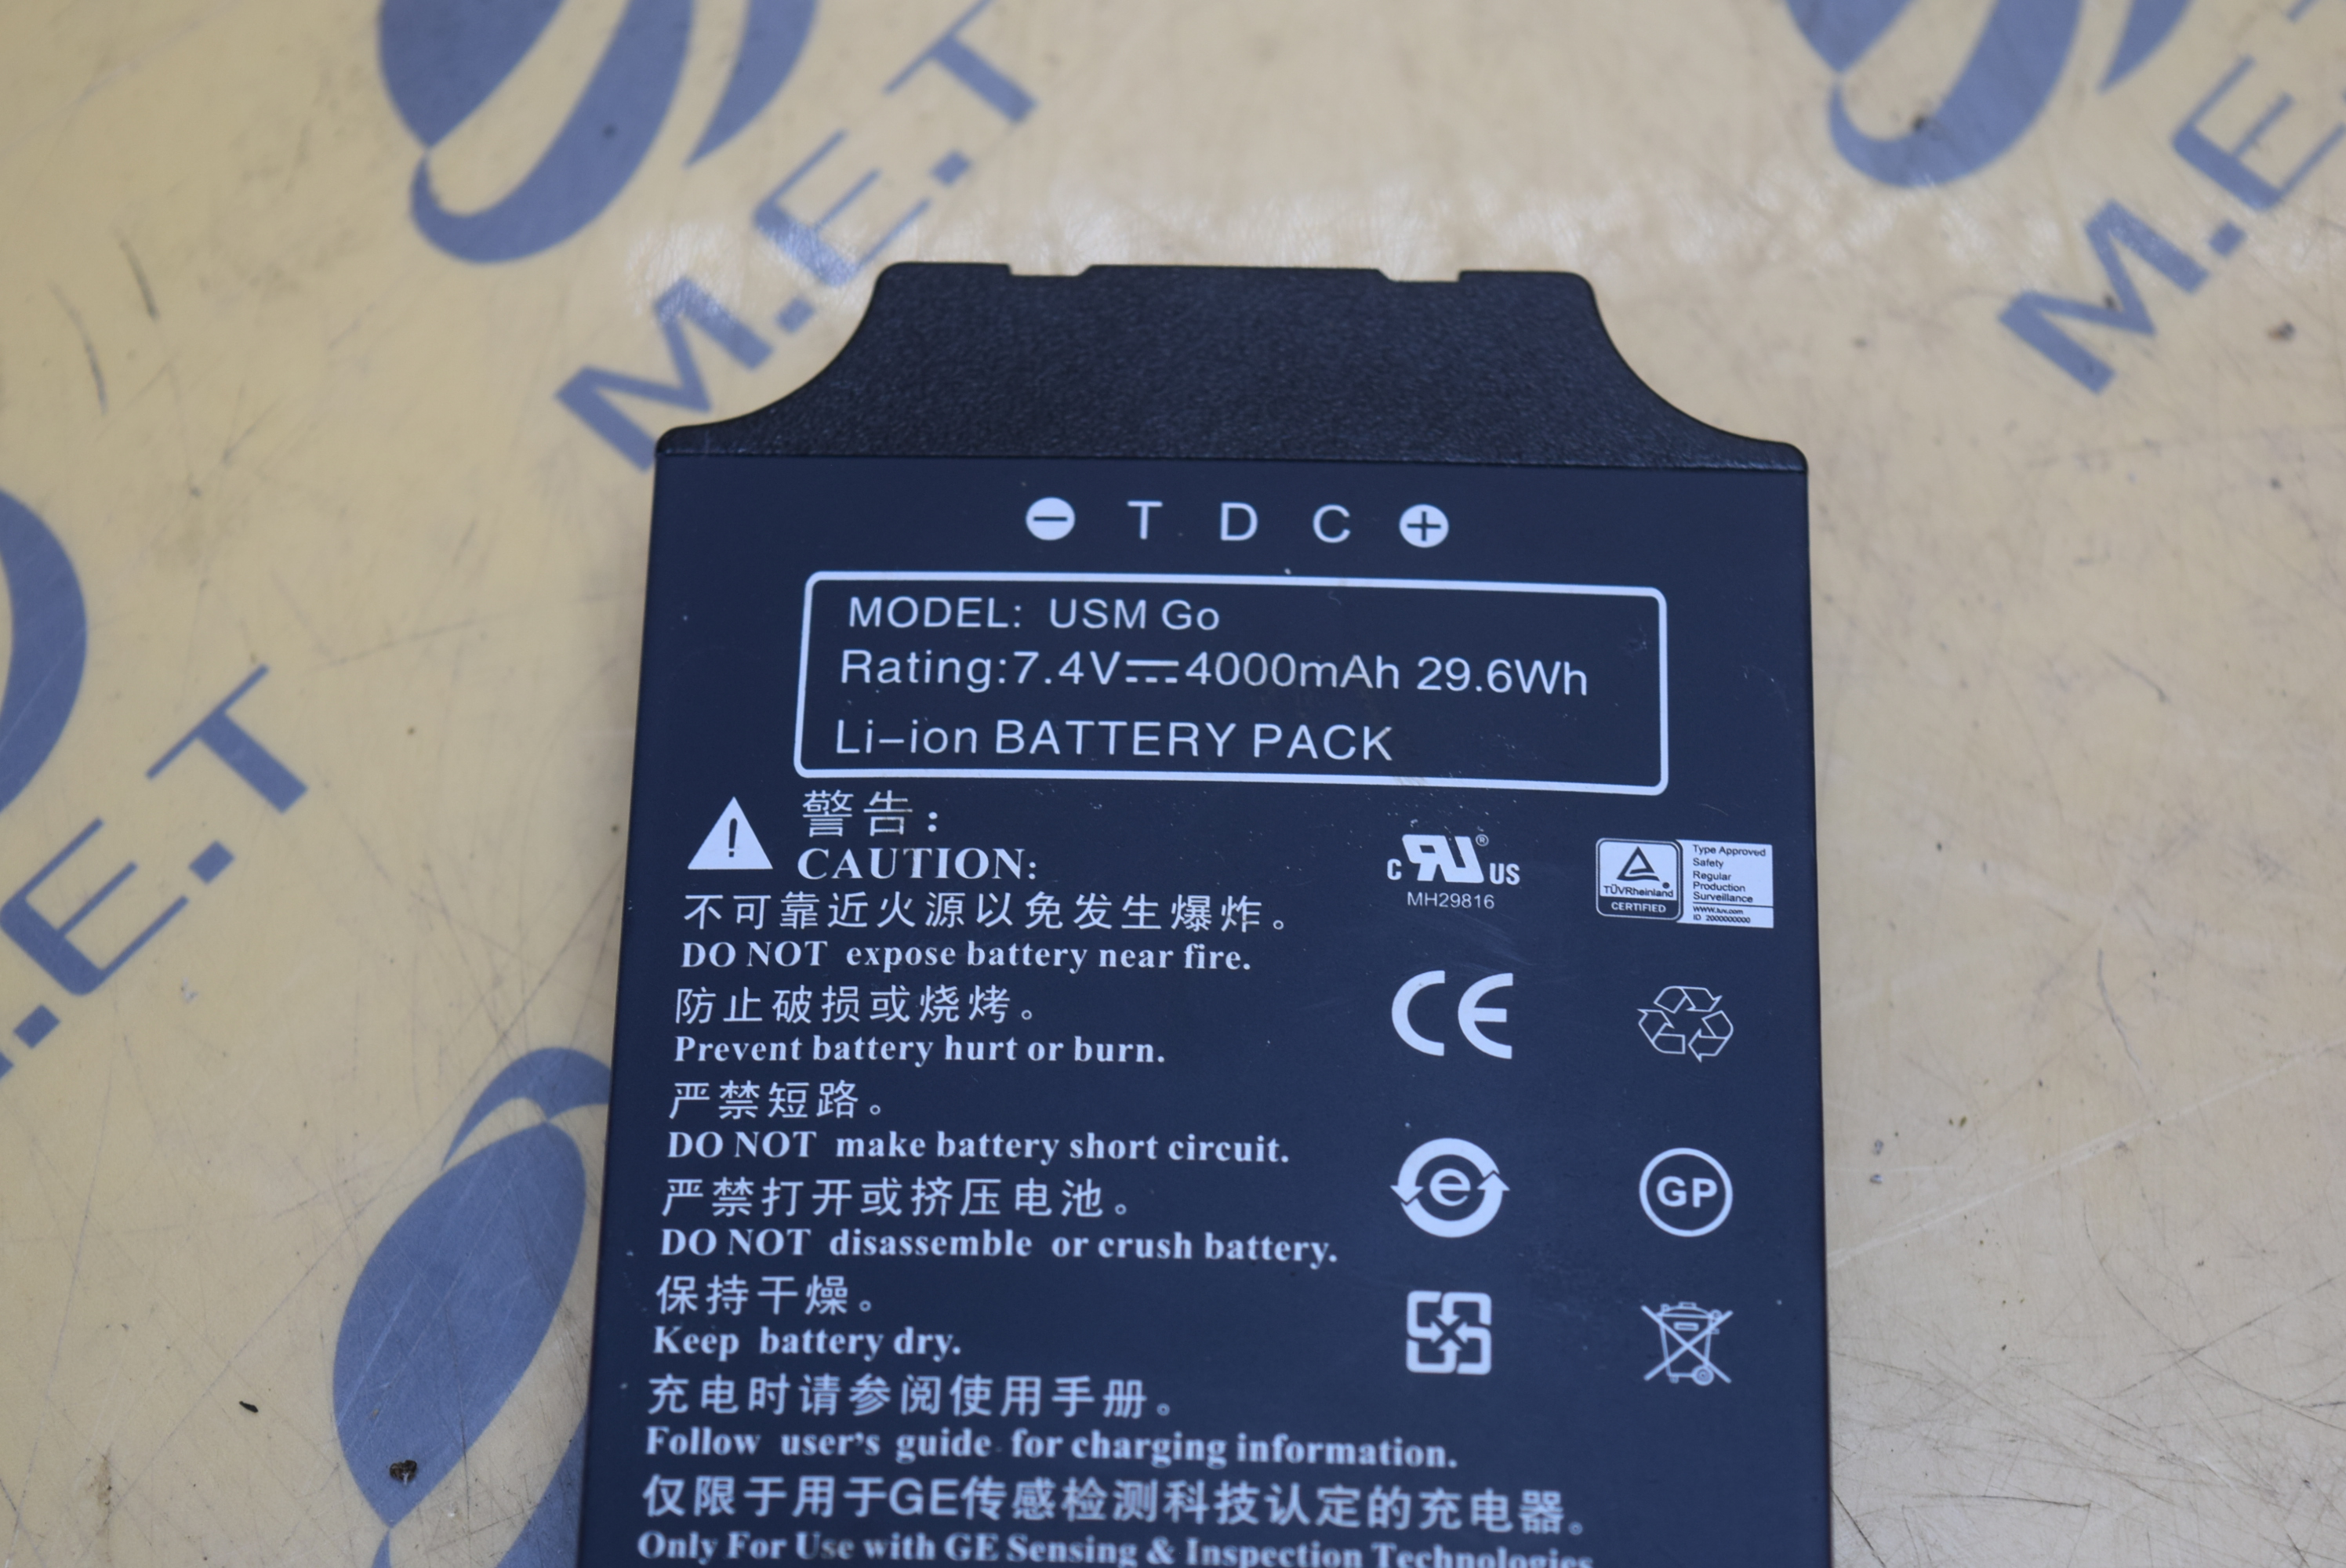 M.E.T
M.E.T
M.E.T
T D C
MODEL: USM Go
Rating:7.4V⎓4000mAh 29.6Wh
Li-ion BATTERY PACK
警告:
CAUTION:
不可靠近火源以免发生爆炸。
DO NOT expose battery near fire.
防止破损或烧烤。
Prevent battery hurt or burn.
严禁短路。
DO NOT make battery short circuit.
严禁打开或挤压电池。
DO NOT disassemble or crush battery.
保持干燥。
Keep battery dry.
充电时请参阅使用手册。
Follow user's guide for charging information.
仅限于用于GE传感检测科技认定的充电器。
Only For Use with GE Sensing & Inspection Technologies
c RU ® US
MH29816
TÜVRheinland
CERTIFIED
Type Approved
Safety
Regular
Production
Surveillance
www.tuv.com
ID 2000000000
CE
e
GP